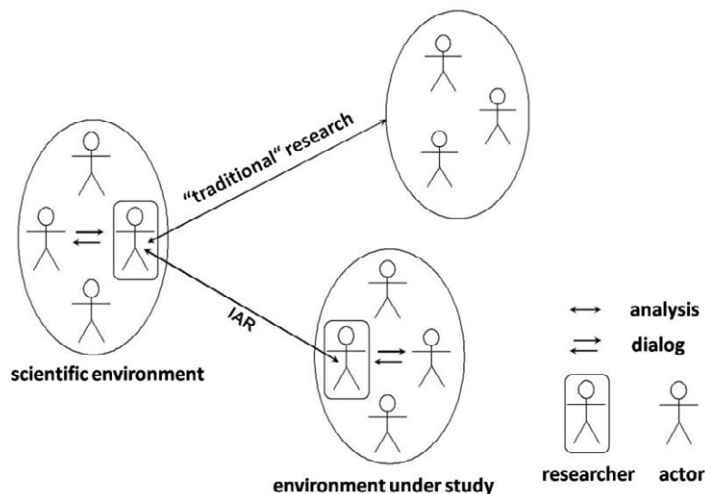 “traditional“ research
IAR
scientific environment
environment under study
analysis
dialog
researcher
actor